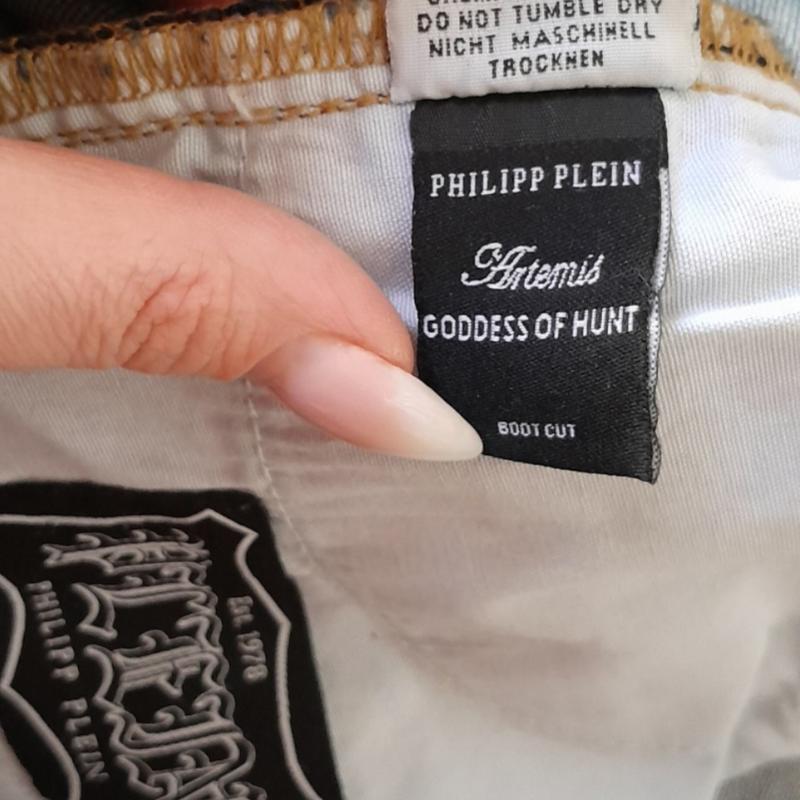 DO NOT TUMBLE DRY
NICHT MASCHINELL
TROCKNEN
PHILIPP PLEIN
Artemis
GODDESS OF HUNT
BOOT CUT
Est. 1978
PHILIPP PLEIN